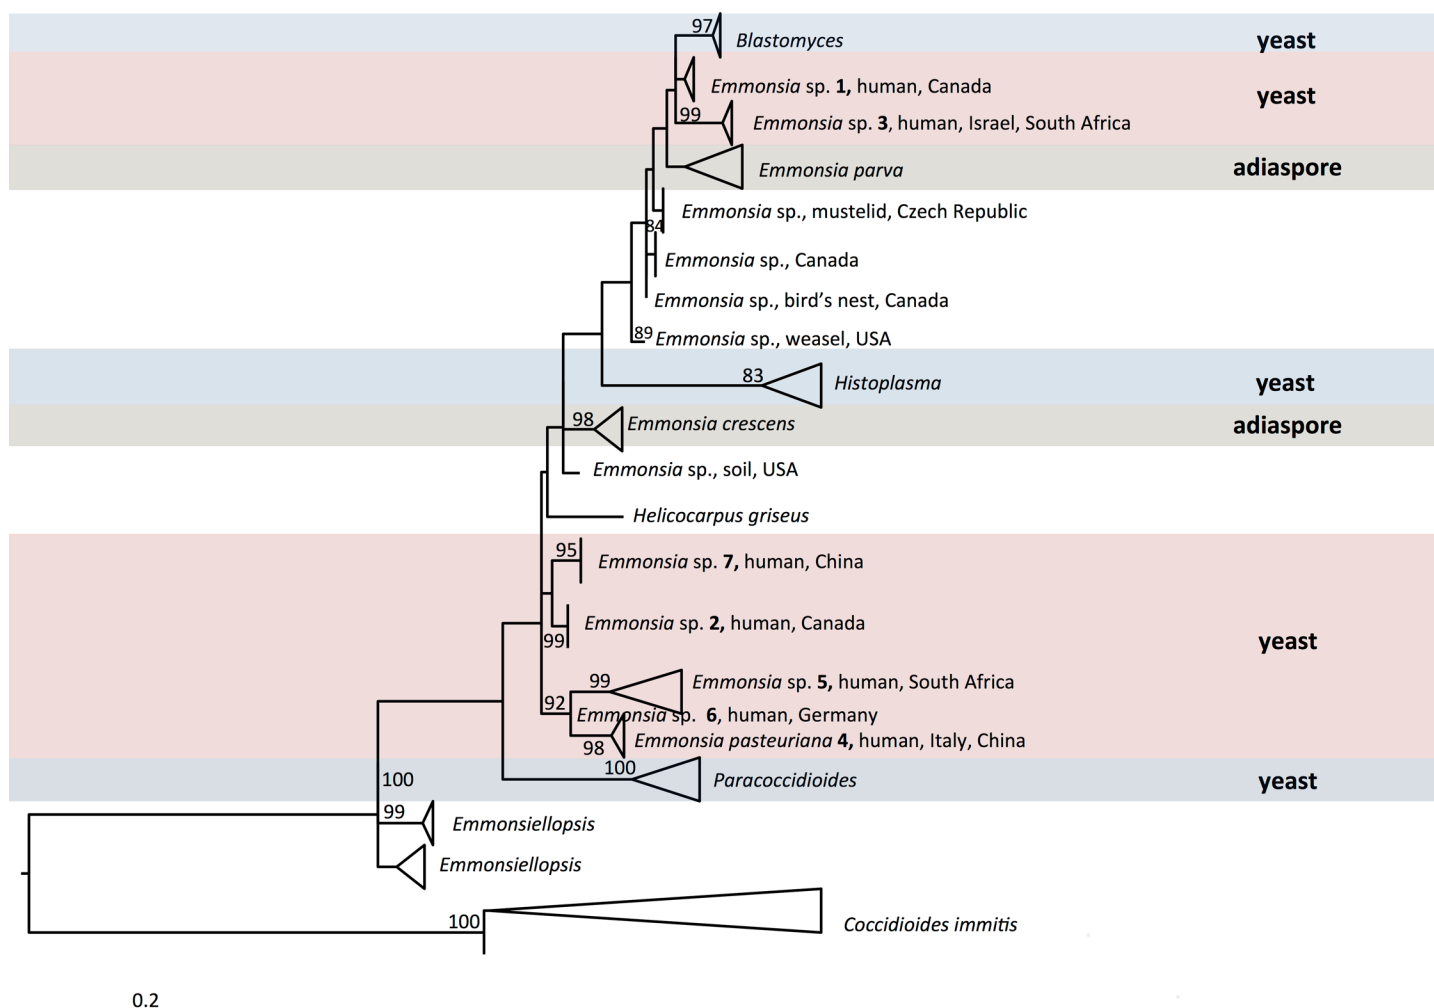 97
Blastomyces yeast
Emmonsia sp. 1, human, Canada
yeast
99
Emmonsia sp. 3, human, Israel, South Africa
Emmonsia parva adiaspore
Emmonsia sp., mustelid, Czech Republic
84
Emmonsia sp., Canada
Emmonsia sp., bird's nest, Canada
89 Emmonsia sp., weasel, USA
83 Histoplasma yeast
98 Emmonsia crescens adiaspore
Emmonsia sp., soil, USA
Helicocarpus griseus
95 Emmonsia sp. 7, human, China
Emmonsia sp. 2, human, Canada
99
yeast
99 Emmonsia sp. 5, human, South Africa
92 Emmonsia sp. 6, human, Germany
98 Emmonsia pasteuriana 4, human, Italy, China
100 Paracoccidioides yeast
100
99 Emmonsiellopsis
Emmonsiellopsis
100 Coccidioides immitis
0.2